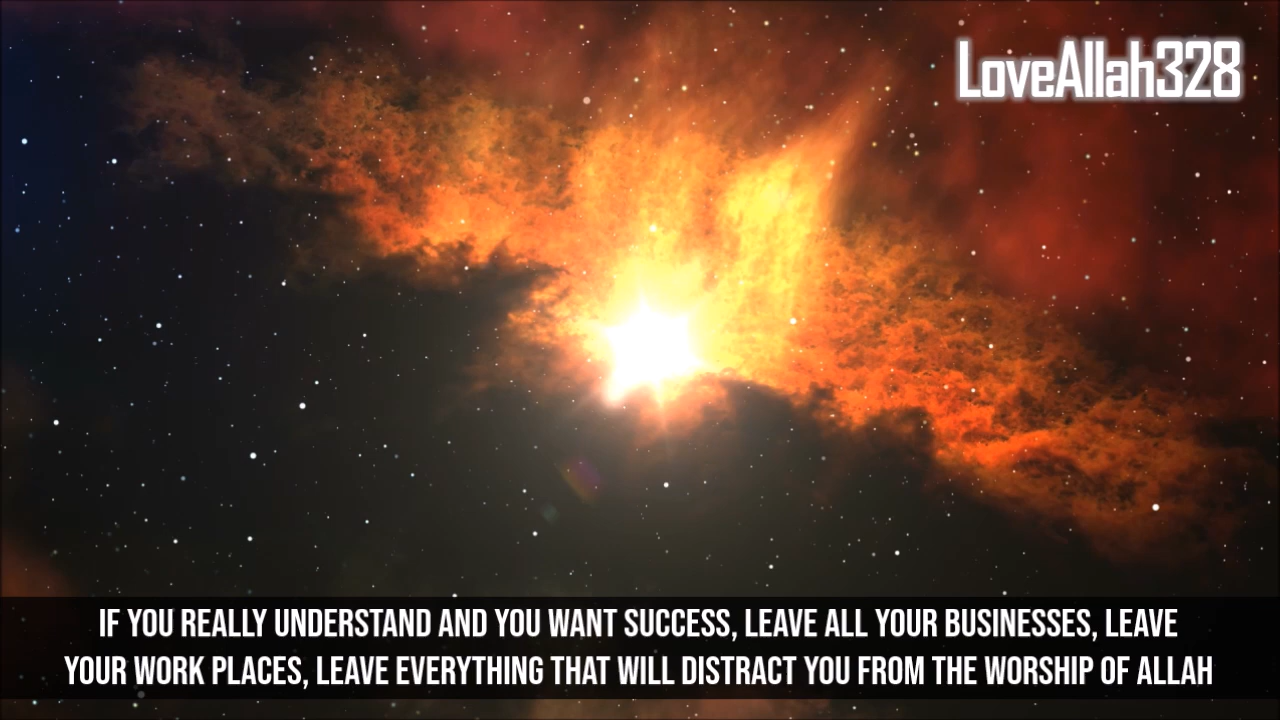 LoveAllah328
IF YOU REALLY UNDERSTAND AND YOU WANT SUCCESS, LEAVE ALL YOUR BUSINESSES, LEAVE
YOUR WORK PLACES, LEAVE EVERYTHING THAT WILL DISTRACT YOU FROM THE WORSHIP OF ALLAH